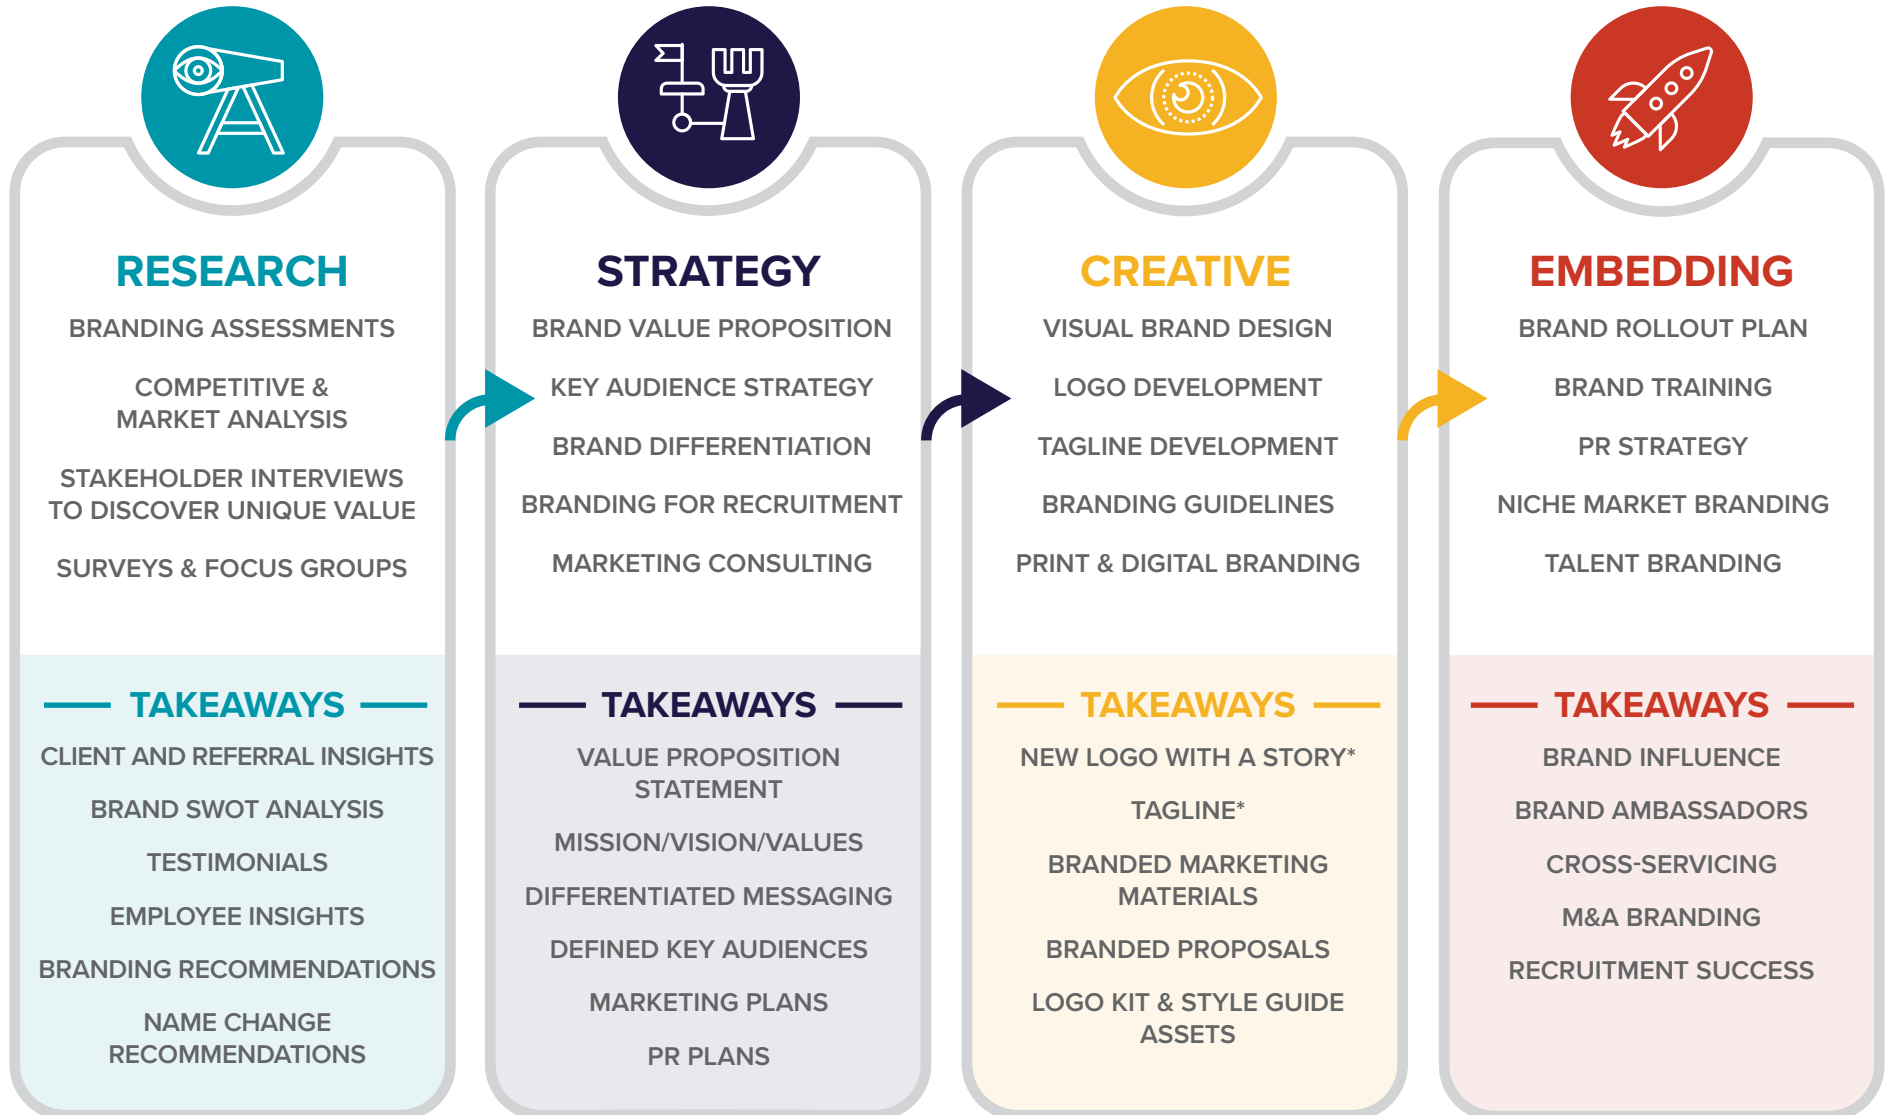 RESEARCH
BRANDING ASSESSMENTS
COMPETITIVE &
MARKET ANALYSIS
STAKEHOLDER INTERVIEWS
TO DISCOVER UNIQUE VALUE
SURVEYS & FOCUS GROUPS
TAKEAWAYS
CLIENT AND REFERRAL INSIGHTS
BRAND SWOT ANALYSIS
TESTIMONIALS
EMPLOYEE INSIGHTS
BRANDING RECOMMENDATIONS
NAME CHANGE
RECOMMENDATIONS
STRATEGY
BRAND VALUE PROPOSITION
KEY AUDIENCE STRATEGY
BRAND DIFFERENTIATION
BRANDING FOR RECRUITMENT
MARKETING CONSULTING
TAKEAWAYS
VALUE PROPOSITION
STATEMENT
MISSION/VISION/VALUES
DIFFERENTIATED MESSAGING
DEFINED KEY AUDIENCES
MARKETING PLANS
PR PLANS
CREATIVE
VISUAL BRAND DESIGN
LOGO DEVELOPMENT
TAGLINE DEVELOPMENT
BRANDING GUIDELINES
PRINT & DIGITAL BRANDING
TAKEAWAYS
NEW LOGO WITH A STORY*
TAGLINE*
BRANDED MARKETING
MATERIALS
BRANDED PROPOSALS
LOGO KIT & STYLE GUIDE
ASSETS
EMBEDDING
BRAND ROLLOUT PLAN
BRAND TRAINING
PR STRATEGY
NICHE MARKET BRANDING
TALENT BRANDING
TAKEAWAYS
BRAND INFLUENCE
BRAND AMBASSADORS
CROSS-SERVICING
M&A BRANDING
RECRUITMENT SUCCESS